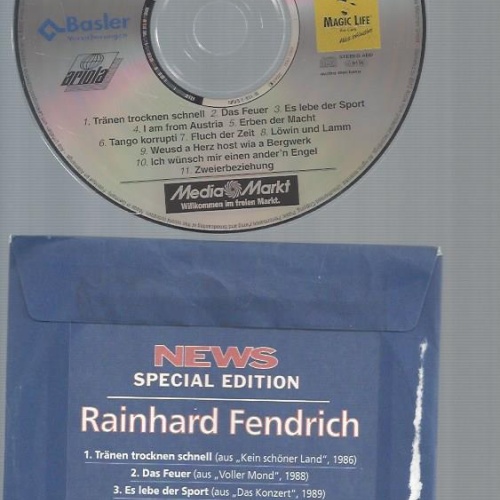 Basler
MAGIC LIFE
ariola
1. Tränen trocknen schnell 2. Das Feuer 3. Es lebe der Sport
4. I am from Austria 5. Erben der Macht
6. Tango korrupti 7. Fluch der Zeit 8. Löwin und Lamm
9. Weusd a Herz host wia a Bergwerk
10. Ich wünsch mir einen ander'n Engel
11. Zweierbeziehung
Media Markt
Willkommen im freien Markt.
NEWS
SPECIAL EDITION
Rainhard Fendrich
1. Tränen trocknen schnell (aus „Kein schöner Land“, 1986)
2. Das Feuer (aus „Voller Mond“, 1988)
3. Es lebe der Sport (aus „Das Konzert“, 1989)